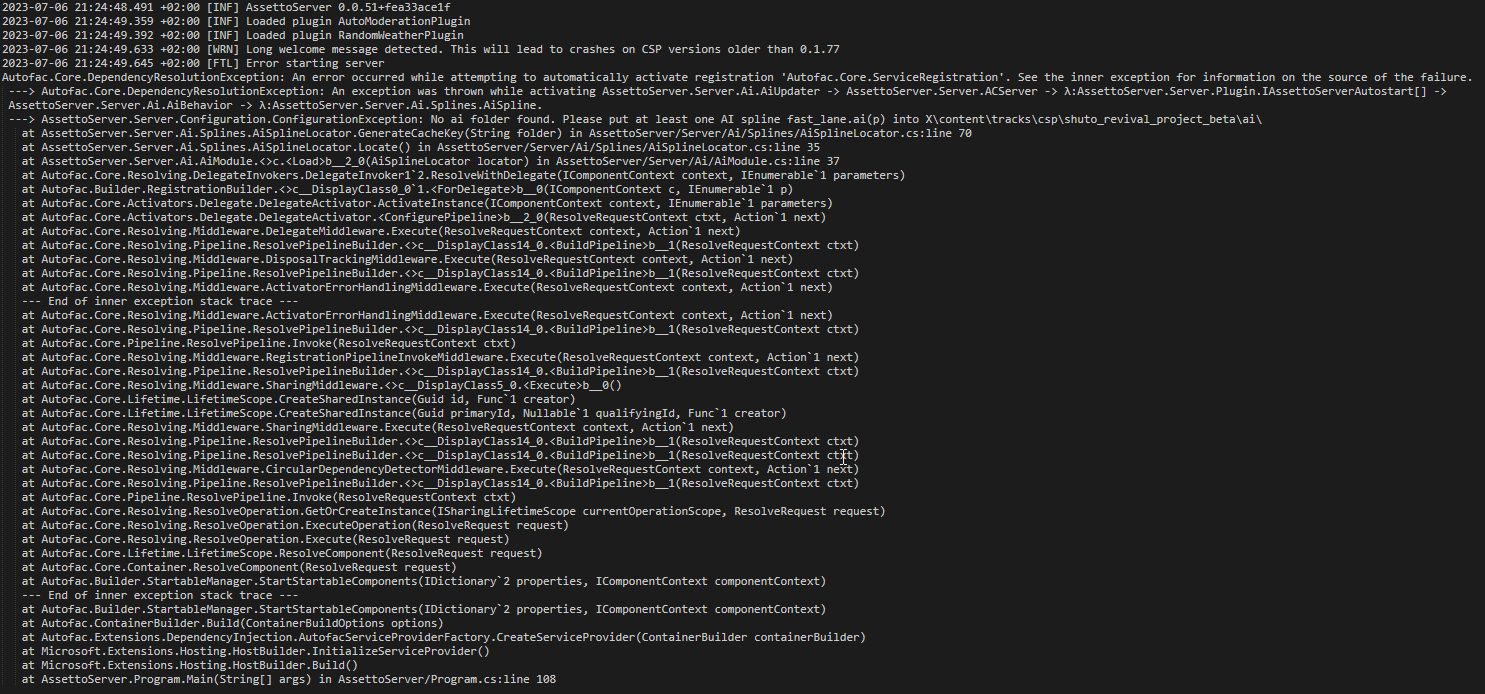 2023-07-06 21:24:48.491 +02:00 [INF] AssettoServer 0.0.51+fea33ace1f
2023-07-06 21:24:49.359 +02:00 [INF] Loaded plugin AutoModerationPlugin
2023-07-06 21:24:49.392 +02:00 [INF] Loaded plugin RandomWeatherPlugin
2023-07-06 21:24:49.633 +02:00 [WRN] Long welcome message detected. This will lead to crashes on CSP versions older than 0.1.77
2023-07-06 21:24:49.645 +02:00 [FTL] Error starting server
Autofac.Core.DependencyResolutionException: An error occurred while attempting to automatically activate registration 'Autofac.Core.ServiceRegistration'. See the inner exception for information on the source of the failure.
---> Autofac.Core.DependencyResolutionException: An exception was thrown while activating AssettoServer.Server.Ai.AiUpdater -> AssettoServer.Server.ACServer -> λ:AssettoServer.Server.Plugin.IAssettoServerAutostart[] ->
AssettoServer.Server.Ai.AiBehavior -> λ:AssettoServer.Server.Ai.Splines.AiSpline.
---> AssettoServer.Server.Configuration.ConfigurationException: No ai folder found. Please put at least one AI spline fast_lane.ai(p) into X\content\tracks\csp\shuto_revival_project_beta\ai\
at AssettoServer.Server.Ai.Splines.AiSplineLocator.GenerateCacheKey(String folder) in AssettoServer/Server/Ai/Splines/AiSplineLocator.cs:line 70
at AssettoServer.Server.Ai.Splines.AiSplineLocator.Locate() in AssettoServer/Server/Ai/Splines/AiSplineLocator.cs:line 35
at AssettoServer.Server.Ai.AiModule.<>c.<Load>b__2_0(AiSplineLocator locator) in AssettoServer/Server/Ai/AiModule.cs:line 37
at Autofac.Core.Resolving.DelegateInvokers.DelegateInvoker1`2.ResolveWithDelegate(IComponentContext context, IEnumerable`1 parameters)
at Autofac.Builder.RegistrationBuilder.<>c__DisplayClass0_0`1.<ForDelegate>b__0(IComponentContext c, IEnumerable`1 p)
at Autofac.Core.Activators.Delegate.DelegateActivator.ActivateInstance(IComponentContext context, IEnumerable`1 parameters)
at Autofac.Core.Activators.Delegate.DelegateActivator.<ConfigurePipeline>b__2_0(ResolveRequestContext ctxt, Action`1 next)
at Autofac.Core.Resolving.Middleware.DelegateMiddleware.Execute(ResolveRequestContext context, Action`1 next)
at Autofac.Core.Resolving.Pipeline.ResolvePipelineBuilder.<>c__DisplayClass14_0.<BuildPipeline>b__1(ResolveRequestContext ctxt)
at Autofac.Core.Resolving.Middleware.DisposalTrackingMiddleware.Execute(ResolveRequestContext context, Action`1 next)
at Autofac.Core.Resolving.Pipeline.ResolvePipelineBuilder.<>c__DisplayClass14_0.<BuildPipeline>b__1(ResolveRequestContext ctxt)
at Autofac.Core.Resolving.Middleware.ActivatorErrorHandlingMiddleware.Execute(ResolveRequestContext context, Action`1 next)
--- End of inner exception stack trace ---
at Autofac.Core.Resolving.Middleware.ActivatorErrorHandlingMiddleware.Execute(ResolveRequestContext context, Action`1 next)
at Autofac.Core.Resolving.Pipeline.ResolvePipelineBuilder.<>c__DisplayClass14_0.<BuildPipeline>b__1(ResolveRequestContext ctxt)
at Autofac.Core.Pipeline.ResolvePipeline.Invoke(ResolveRequestContext ctxt)
at Autofac.Core.Resolving.Middleware.RegistrationPipelineInvokeMiddleware.Execute(ResolveRequestContext context, Action`1 next)
at Autofac.Core.Resolving.Pipeline.ResolvePipelineBuilder.<>c__DisplayClass14_0.<BuildPipeline>b__1(ResolveRequestContext ctxt)
at Autofac.Core.Resolving.Middleware.SharingMiddleware.<>c__DisplayClass5_0.<Execute>b__0()
at Autofac.Core.Lifetime.LifetimeScope.CreateSharedInstance(Guid id, Func`1 creator)
at Autofac.Core.Lifetime.LifetimeScope.CreateSharedInstance(Guid primaryId, Nullable`1 qualifyingId, Func`1 creator)
at Autofac.Core.Resolving.Middleware.SharingMiddleware.Execute(ResolveRequestContext context, Action`1 next)
at Autofac.Core.Resolving.Pipeline.ResolvePipelineBuilder.<>c__DisplayClass14_0.<BuildPipeline>b__1(ResolveRequestContext ctxt)
at Autofac.Core.Resolving.Pipeline.ResolvePipelineBuilder.<>c__DisplayClass14_0.<BuildPipeline>b__1(ResolveRequestContext ctxt)
at Autofac.Core.Resolving.Middleware.CircularDependencyDetectorMiddleware.Execute(ResolveRequestContext context, Action`1 next)
at Autofac.Core.Resolving.Pipeline.ResolvePipelineBuilder.<>c__DisplayClass14_0.<BuildPipeline>b__1(ResolveRequestContext ctxt)
at Autofac.Core.Pipeline.ResolvePipeline.Invoke(ResolveRequestContext ctxt)
at Autofac.Core.Resolving.ResolveOperation.GetOrCreateInstance(ISharingLifetimeScope currentOperationScope, ResolveRequest request)
at Autofac.Core.Resolving.ResolveOperation.ExecuteOperation(ResolveRequest request)
at Autofac.Core.Resolving.ResolveOperation.Execute(ResolveRequest request)
at Autofac.Core.Lifetime.LifetimeScope.ResolveComponent(ResolveRequest request)
at Autofac.Core.Container.ResolveComponent(ResolveRequest request)
at Autofac.Builder.StartableManager.StartStartableComponents(IDictionary`2 properties, IComponentContext componentContext)
--- End of inner exception stack trace ---
at Autofac.Builder.StartableManager.StartStartableComponents(IDictionary`2 properties, IComponentContext componentContext)
at Autofac.ContainerBuilder.Build(ContainerBuildOptions options)
at Autofac.Extensions.DependencyInjection.AutofacServiceProviderFactory.CreateServiceProvider(ContainerBuilder containerBuilder)
at Microsoft.Extensions.Hosting.HostBuilder.InitializeServiceProvider()
at Microsoft.Extensions.Hosting.HostBuilder.Build()
at AssettoServer.Program.Main(String[] args) in AssettoServer/Program.cs:line 108